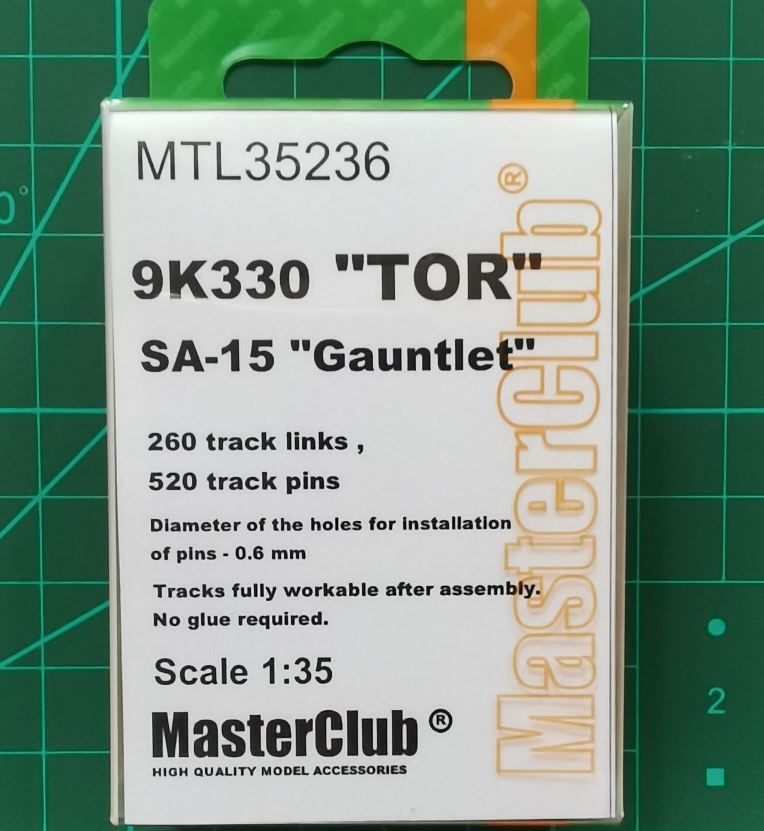 MTL35236
9K330 "TOR"
SA-15 "Gauntlet"
260 track links ,
520 track pins
Diameter of the holes for installation
of pins - 0.6 mm
Tracks fully workable after assembly.
No glue required.
Scale 1:35
MasterClub ®
HIGH QUALITY MODEL ACCESSORIES
MasterClub®
0°
2